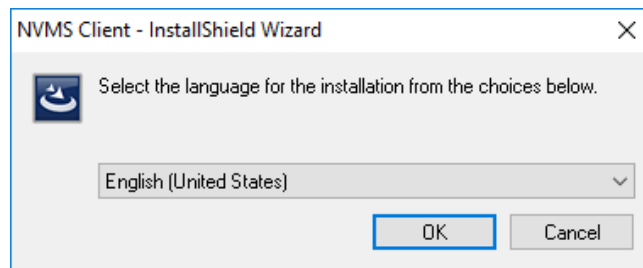 NVMS Client - InstallShield Wizard
Select the language for the installation from the choices below.
English (United States)
OK Cancel